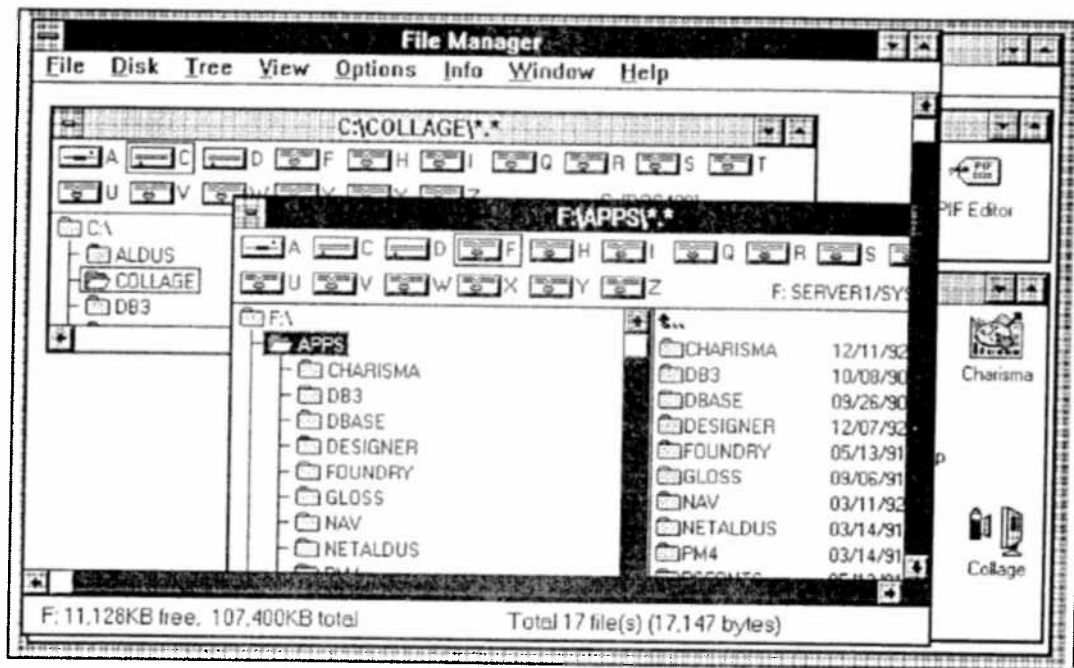 File Manager
File Disk Tree View Options Info Window Help
C:\COLLAGE\*.*
A C D F H I Q R S T
U V W X Y Z
C:\
ALDUS
COLLAGE
DB3
F:\APPS\*.*
A C D F H I Q R S
U V W X Y Z F: SERVER1/SYS
F:\
APPS
CHARISMA
DB3
DBASE
DESIGNER
FOUNDRY
GLOSS
NAV
NETALDUS
PM4
..
CHARISMA 12/11/92
DB3 10/08/90
DBASE 09/26/90
DESIGNER 12/07/92
FOUNDRY 05/13/91
GLOSS 09/06/91
NAV 03/11/92
NETALDUS 03/14/91
PM4 03/14/91
F: 11,128KB free, 107,400KB total Total 17 file(s) (17,147 bytes)
PIF
PIF Editor
Charisma
p
Collage